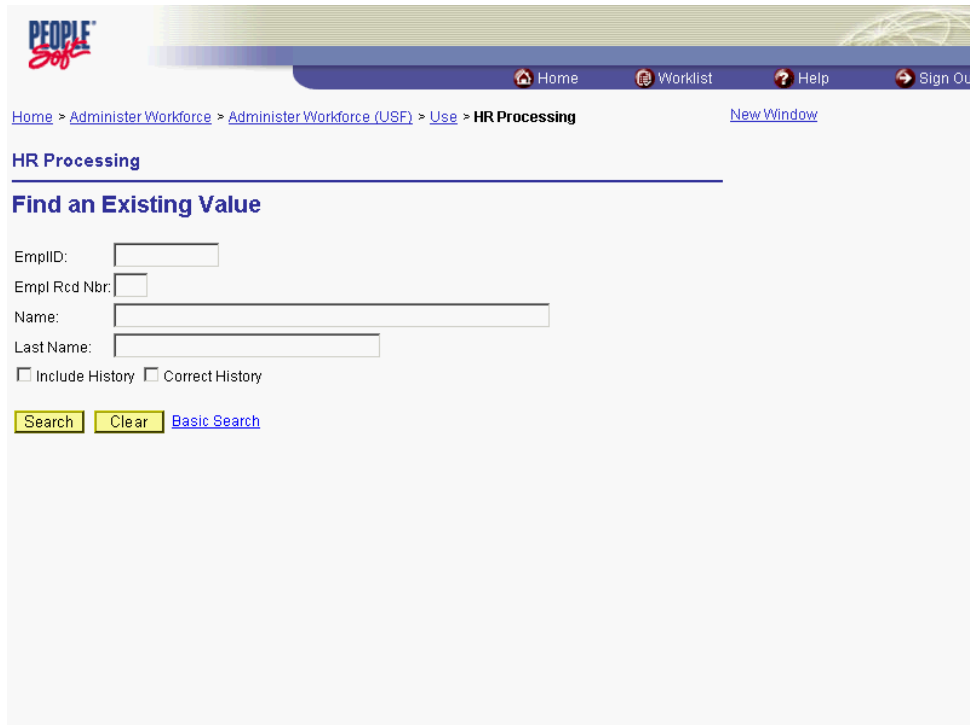 PEOPLE
Soft
Home Worklist Help Sign Ou
Home > Administer Workforce > Administer Workforce (USF) > Use > HR Processing New Window
HR Processing
Find an Existing Value
EmplID:
Empl Rcd Nbr:
Name:
Last Name:
Include History Correct History
Search Clear Basic Search